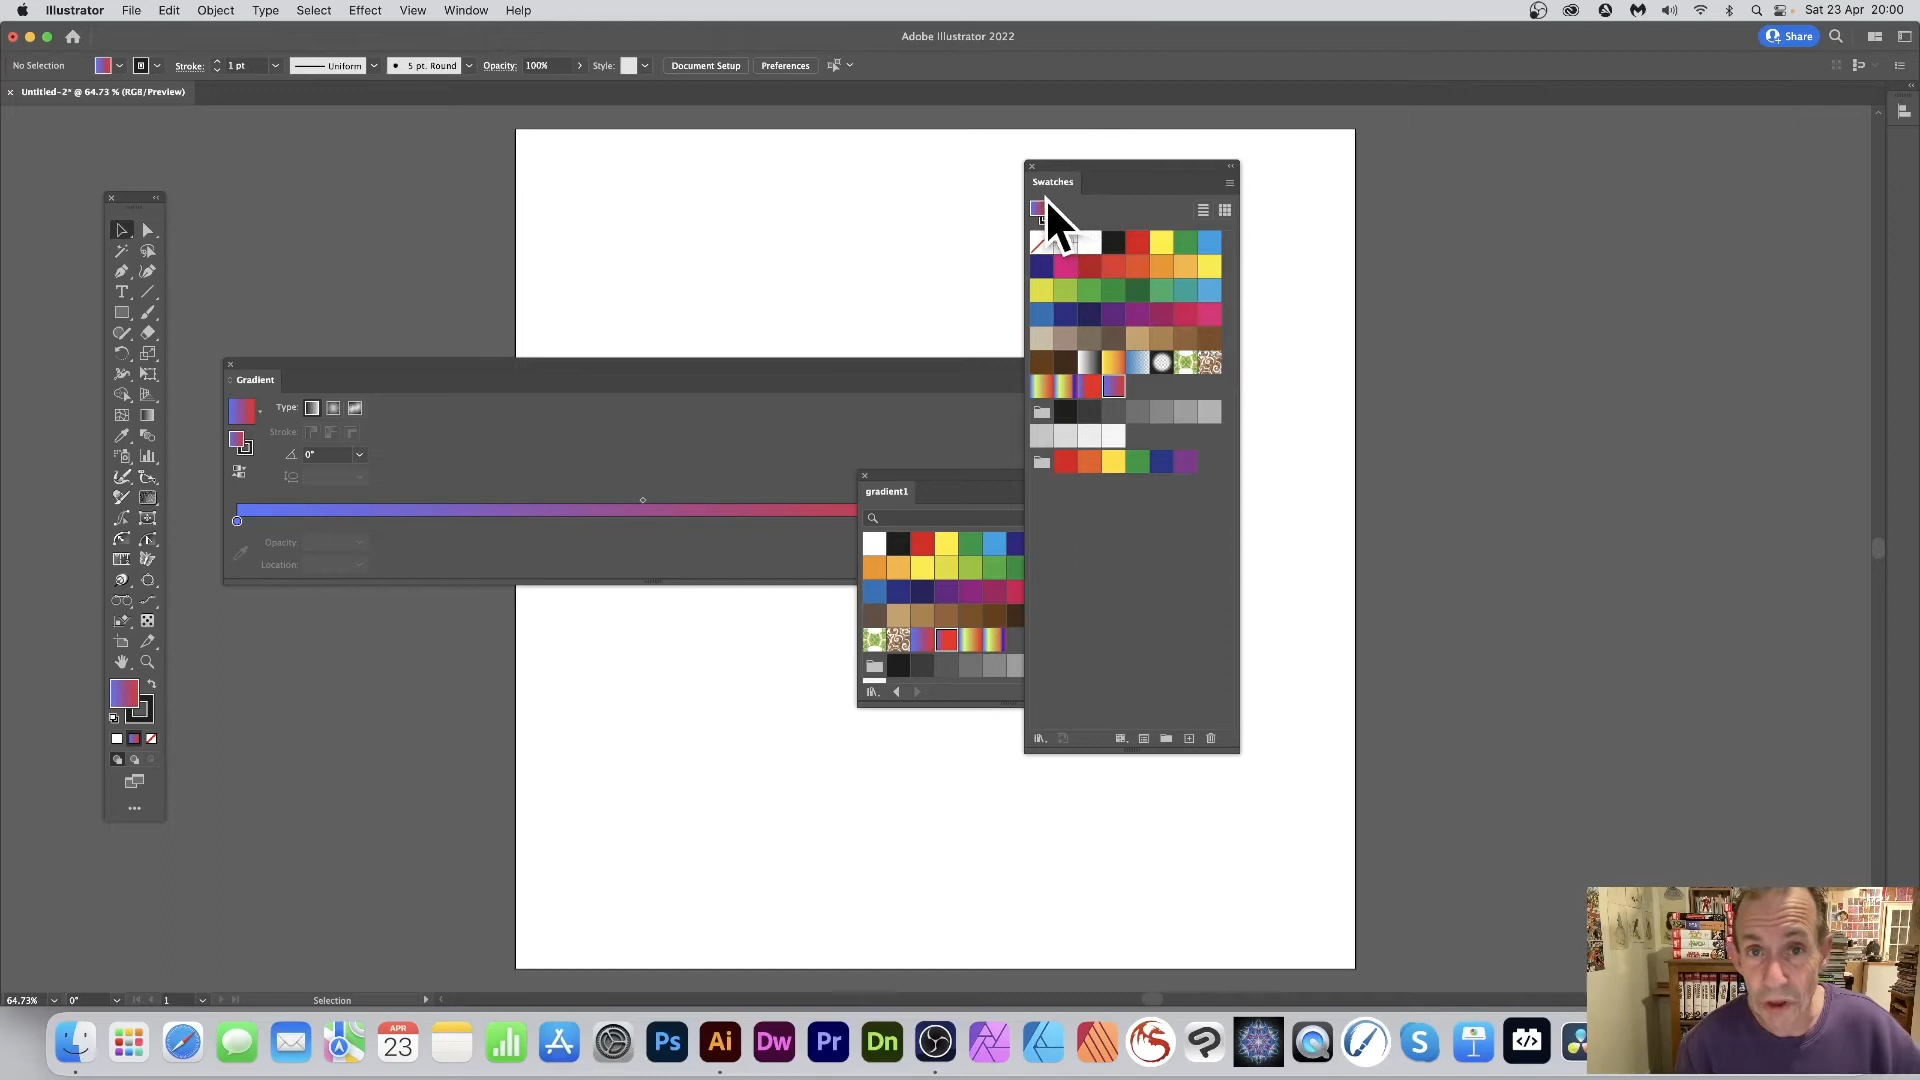 Illustrator File Edit Object Type Select Effect View Window Help
Sat 23 Apr 20:00
Adobe Illustrator 2022
Share
No Selection
Stroke: 1 pt
Uniform
5 pt. Round
Opacity: 100%
Style:
Document Setup
Preferences
Untitled-2* @ 64.73 % (RGB/Preview)
Swatches
Gradient
Type:
Stroke:
0°
gradient1
Opacity:
Location:
64.73%
0°
1
Selection
APR
23
Ps
Ai
Dw
Pr
Dn